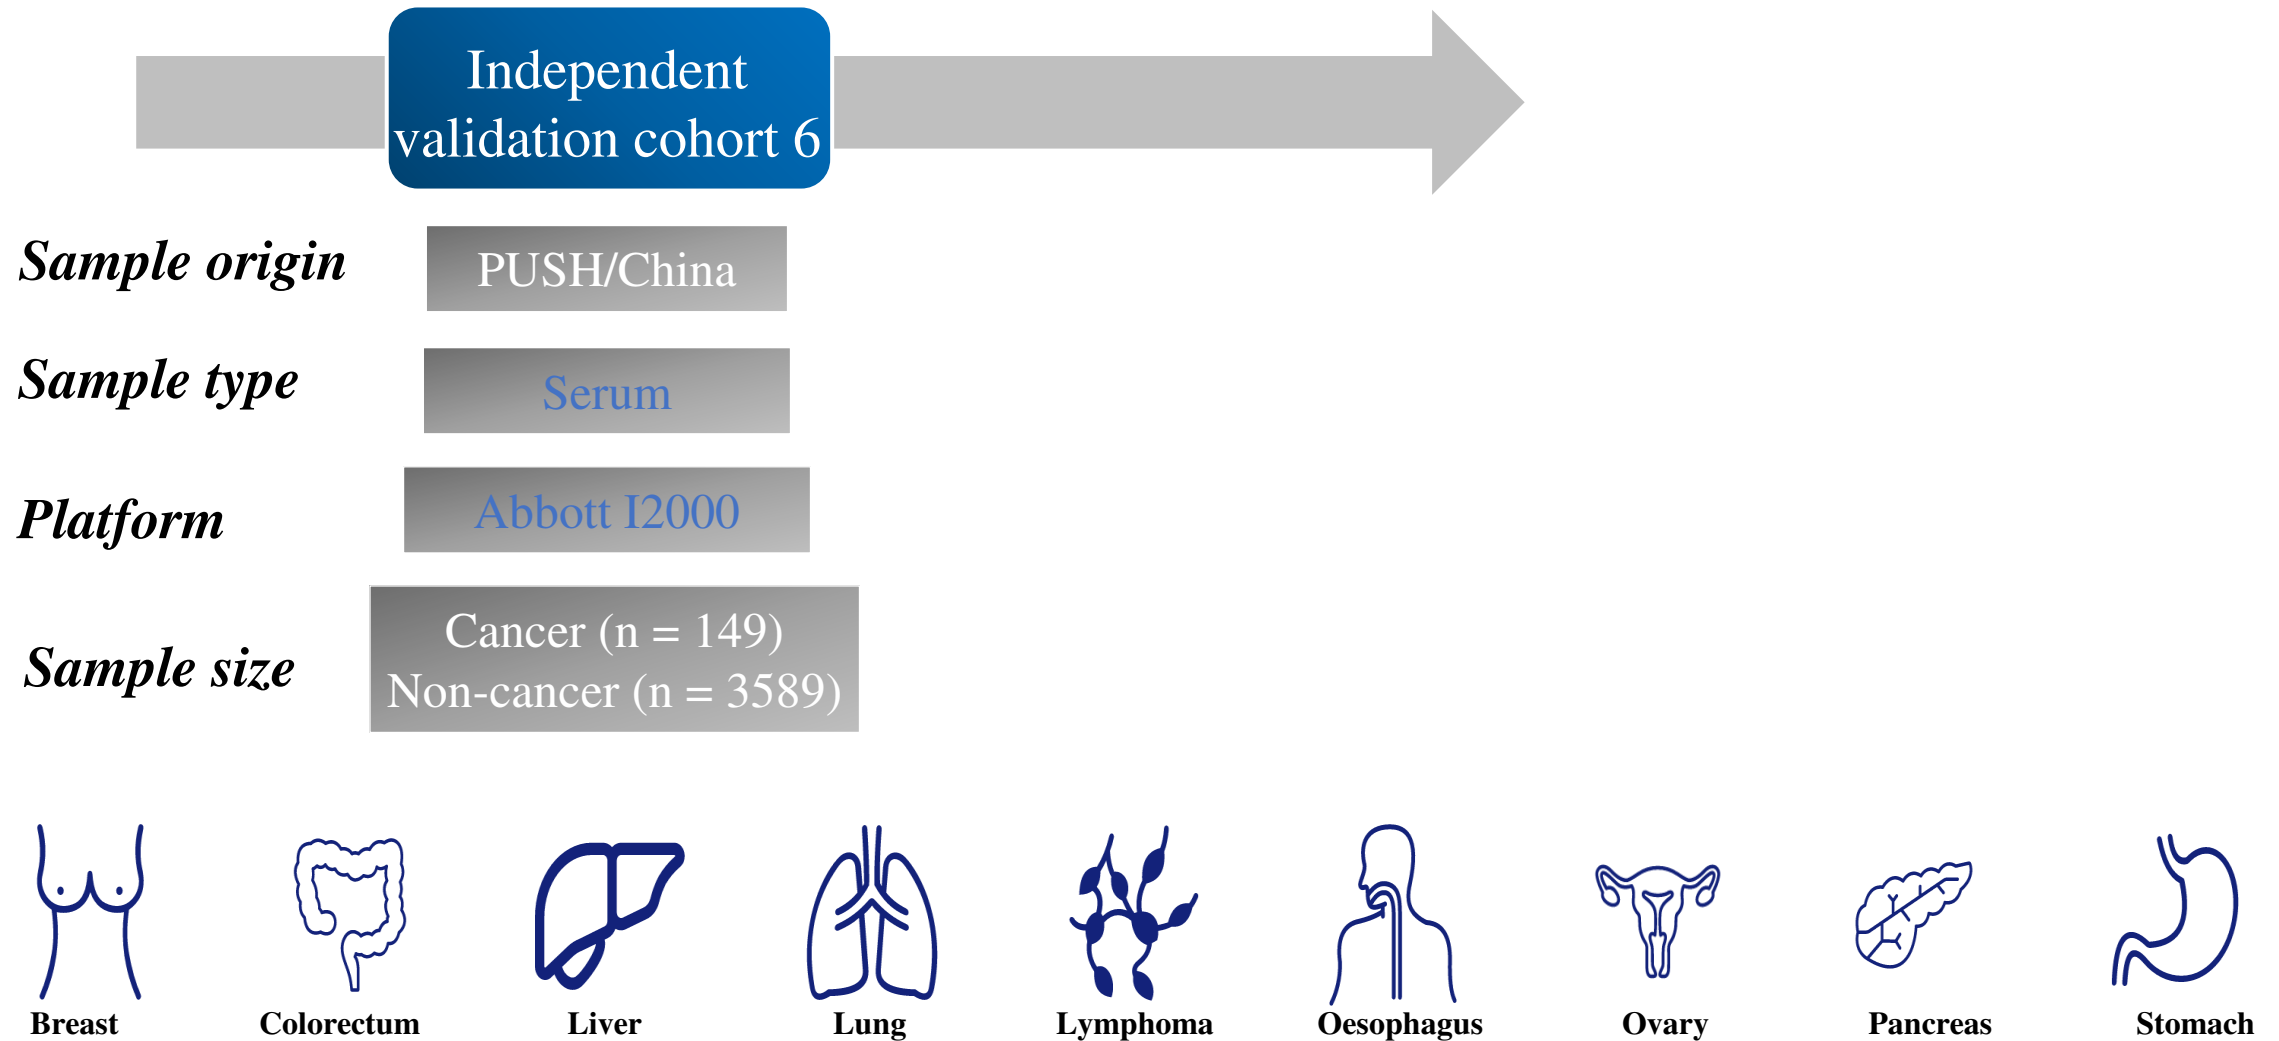 Independent
validation cohort 6
Sample origin
PUSH/China
Sample type
Serum
Platform
Abbott I2000
Sample size
Cancer (n = 149)
Non-cancer (n = 3589)
Breast
Colorectum
Liver
Lung
Lymphoma
Oesophagus
Ovary
Pancreas
Stomach